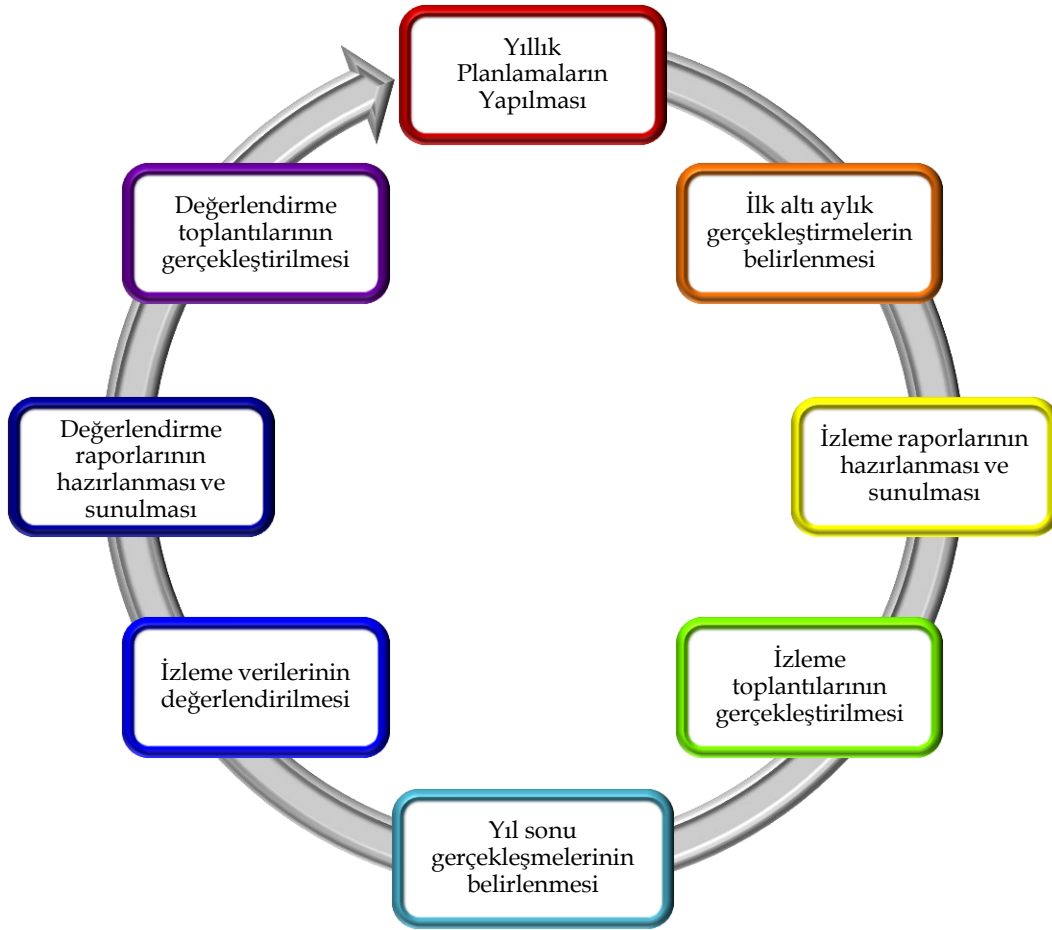 Yıllık
Planlamaların
Yapılması
İlk altı aylık
gerçekleştirmelerin
belirlenmesi
İzleme raporlarının
hazırlanması ve
sunulması
İzleme
toplantılarının
gerçekleştirilmesi
Yıl sonu
gerçekleşmelerinin
belirlenmesi
İzleme verilerinin
değerlendirilmesi
Değerlendirme
raporlarının
hazırlanması ve
sunulması
Değerlendirme
toplantılarının
gerçekleştirilmesi